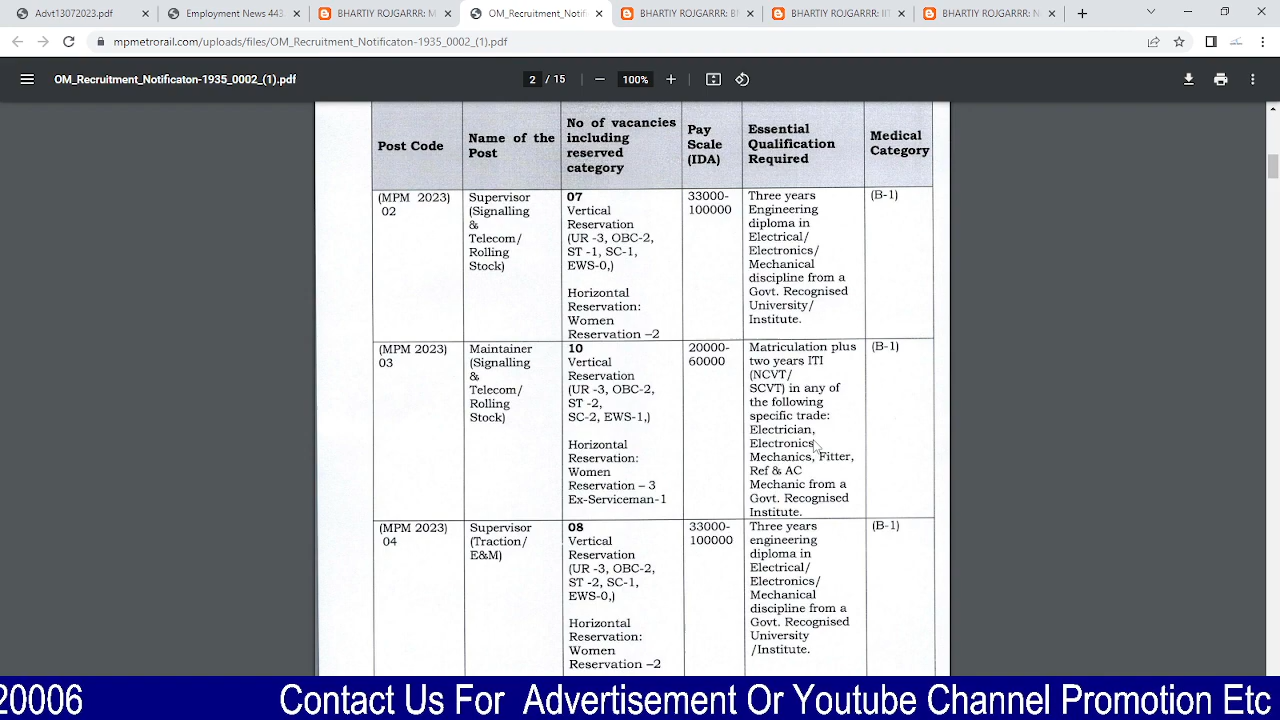 Advt13072023.pdf
Employment News 443
BHARTIY ROJGARRR: M
OM_Recruitment_Notifi
BHARTIY ROJGARRR: BI
BHARTIY ROJGARRR: IIT
BHARTIY ROJGARRR: N
mpmetrorail.com/uploads/files/OM_Recruitment_Notificaton-1935_0002_(1).pdf
OM_Recruitment_Notificaton-1935_0002_(1).pdf
2 / 15
100%
Post Code
Name of the
Post
No of vacancies
including
reserved
category
Pay
Scale
(IDA)
Essential
Qualification
Required
Medical
Category
(MPM 2023)
02
Supervisor
(Signalling
&
Telecom/
Rolling
Stock)
07
Vertical
Reservation
(UR -3, OBC-2,
ST -1, SC-1,
EWS-0,)
Horizontal
Reservation:
Women
Reservation –2
33000-
100000
Three years
Engineering
diploma in
Electrical/
Electronics/
Mechanical
discipline from a
Govt. Recognised
University/
Institute.
(B-1)
(MPM 2023)
03
Maintainer
(Signalling
&
Telecom/
Rolling
Stock)
10
Vertical
Reservation
(UR -3, OBC-2,
ST -2,
SC-2, EWS-1,)
Horizontal
Reservation:
Women
Reservation – 3
Ex-Serviceman-1
20000-
60000
Matriculation plus
two years ITI
(NCVT/
SCVT) in any of
the following
specific trade:
Electrician,
Electronics
Mechanics, Fitter,
Ref & AC
Mechanic from a
Govt. Recognised
Institute.
(B-1)
(MPM 2023)
04
Supervisor
(Traction/
E&M)
08
Vertical
Reservation
(UR -3, OBC-2,
ST -2, SC-1,
EWS-0,)
Horizontal
Reservation:
Women
Reservation –2
33000-
100000
Three years
engineering
diploma in
Electrical/
Electronics/
Mechanical
discipline from a
Govt. Recognised
University
/Institute.
(B-1)
20006 Contact Us For Advertisement Or Youtube Channel Promotion Etc